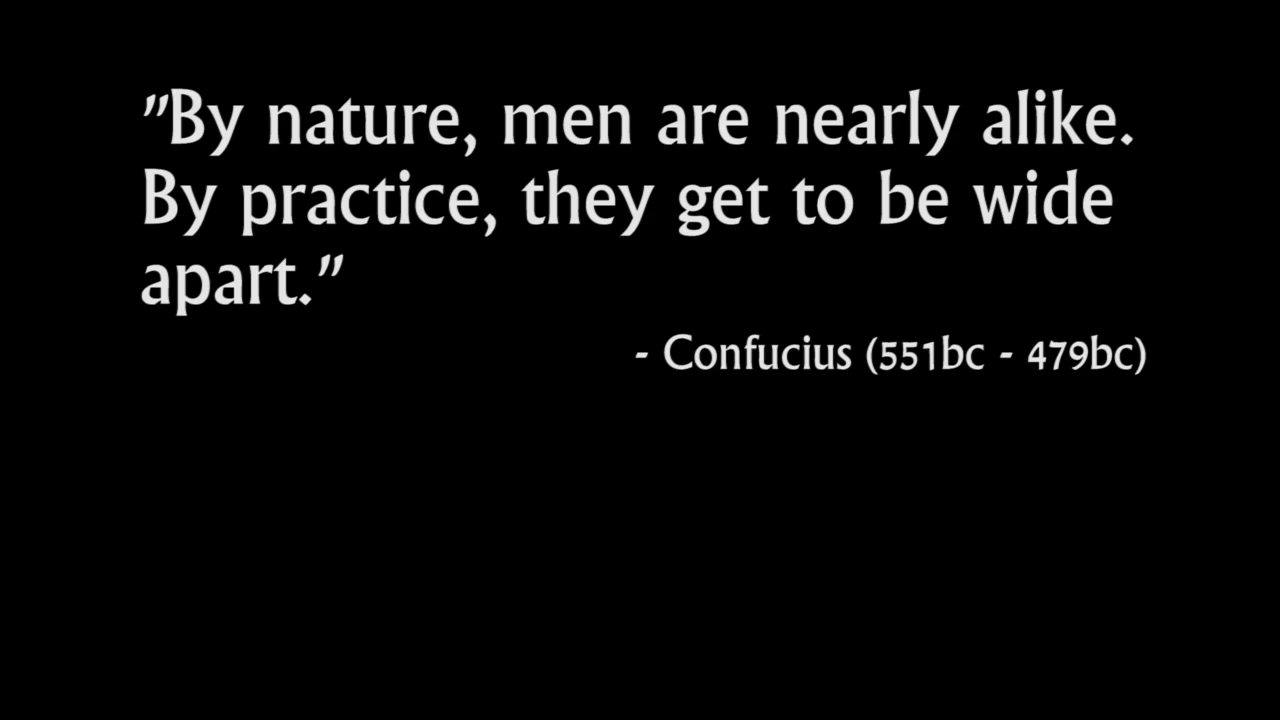 "By nature, men are nearly alike.
By practice, they get to be wide
apart."
- Confucius (551bc - 479bc)